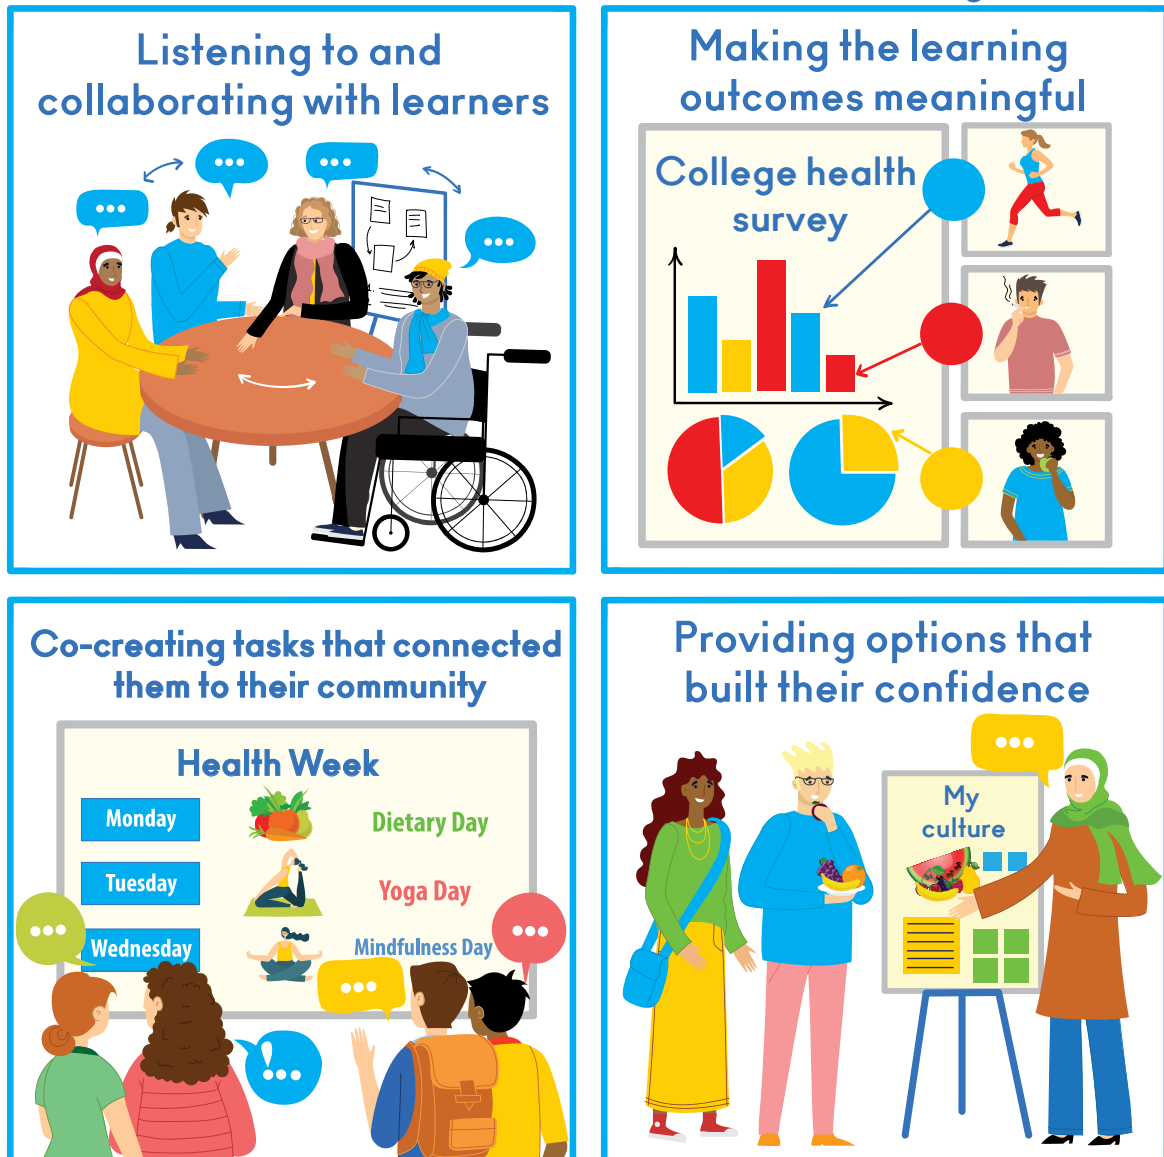 Listening to and
collaborating with learners
Making the learning
outcomes meaningful
College health
survey
Co-creating tasks that connected
them to their community
Health Week
Monday
Dietary Day
Tuesday
Yoga Day
Wednesday
Mindfulness Day
Providing options that
built their confidence
My
culture